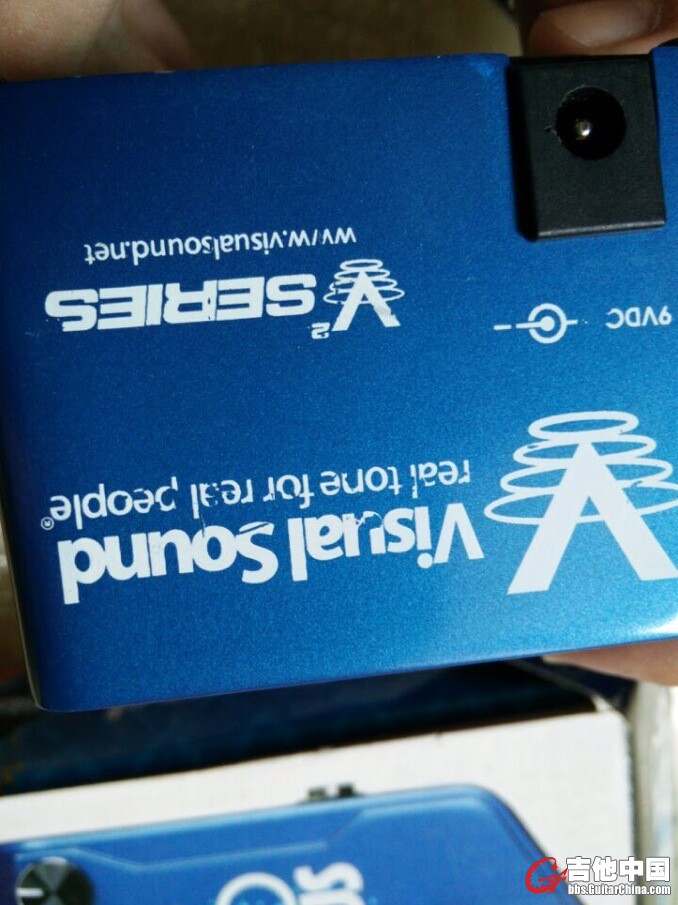 Visual Sound
real tone for real people®
9VDC
V² SERIES
www.visualsound.net
吉他中国
bbs.GuitarChina.com